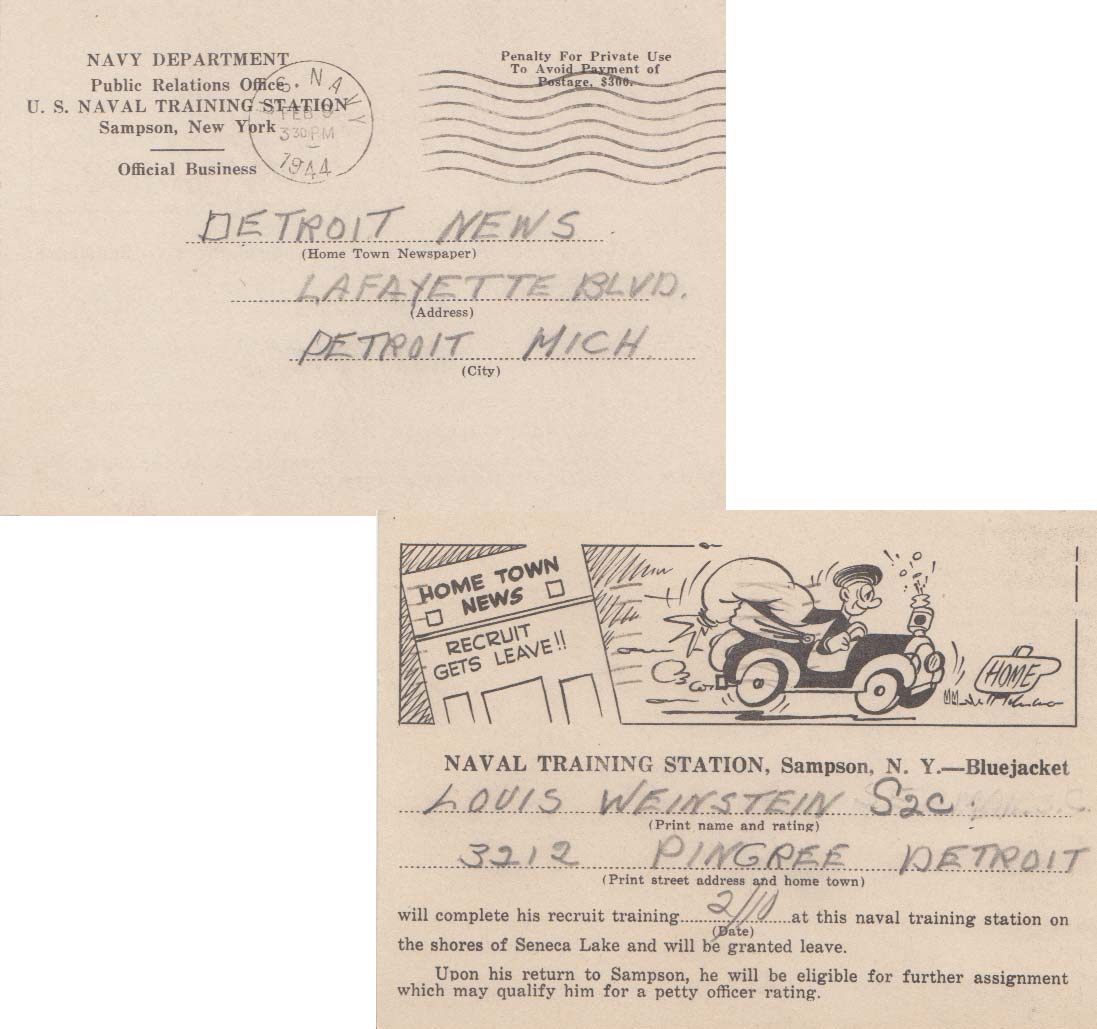 NAVY DEPARTMENT
Public Relations Office
U. S. NAVAL TRAINING STATION
Sampson, New York
Official Business
U.S. NAVY
FEB 9
3 30 PM
1944
Penalty For Private Use
To Avoid Payment of
Postage, $300.
DETROIT NEWS
(Home Town Newspaper)
LAFAYETTE BLVD.
(Address)
DETROIT MICH.
(City)
HOME TOWN
NEWS
RECRUIT
GETS LEAVE!!
HOME
NAVAL TRAINING STATION, Sampson, N. Y.—Bluejacket
LOUIS WEINSTEIN S2C.
(Print name and rating)
3212 PINGREE DETROIT
(Print street address and home town)
will complete his recruit training 2/10 at this naval training station on
(Date)
the shores of Seneca Lake and will be granted leave.
Upon his return to Sampson, he will be eligible for further assignment
which may qualify him for a petty officer rating.